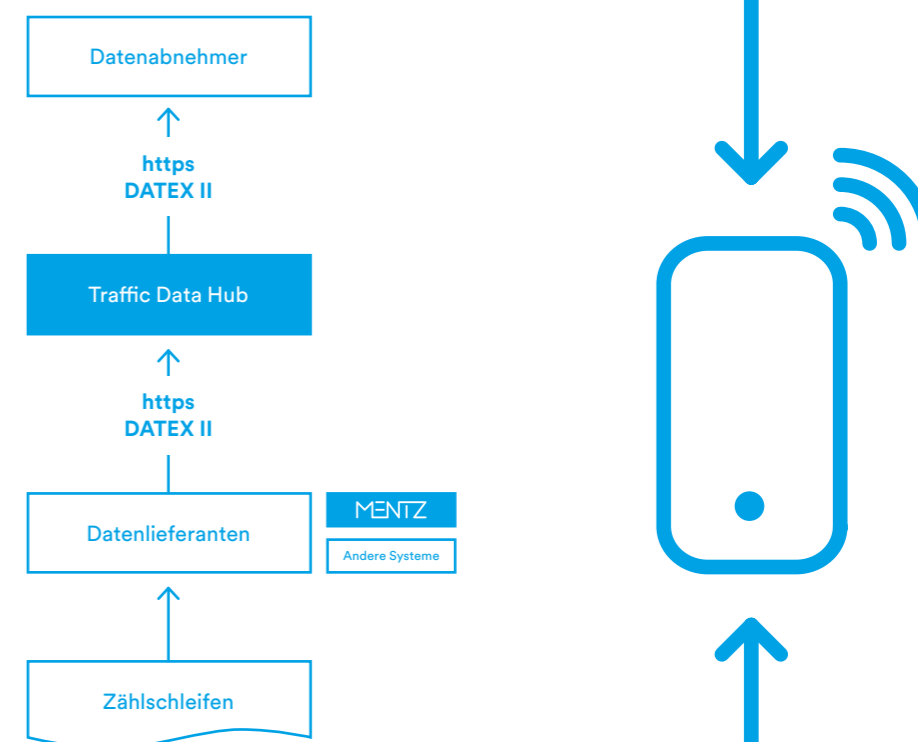 Datenabnehmer
https
DATEX II
Traffic Data Hub
https
DATEX II
Datenlieferanten
MENTZ
Andere Systeme
Zählschleifen